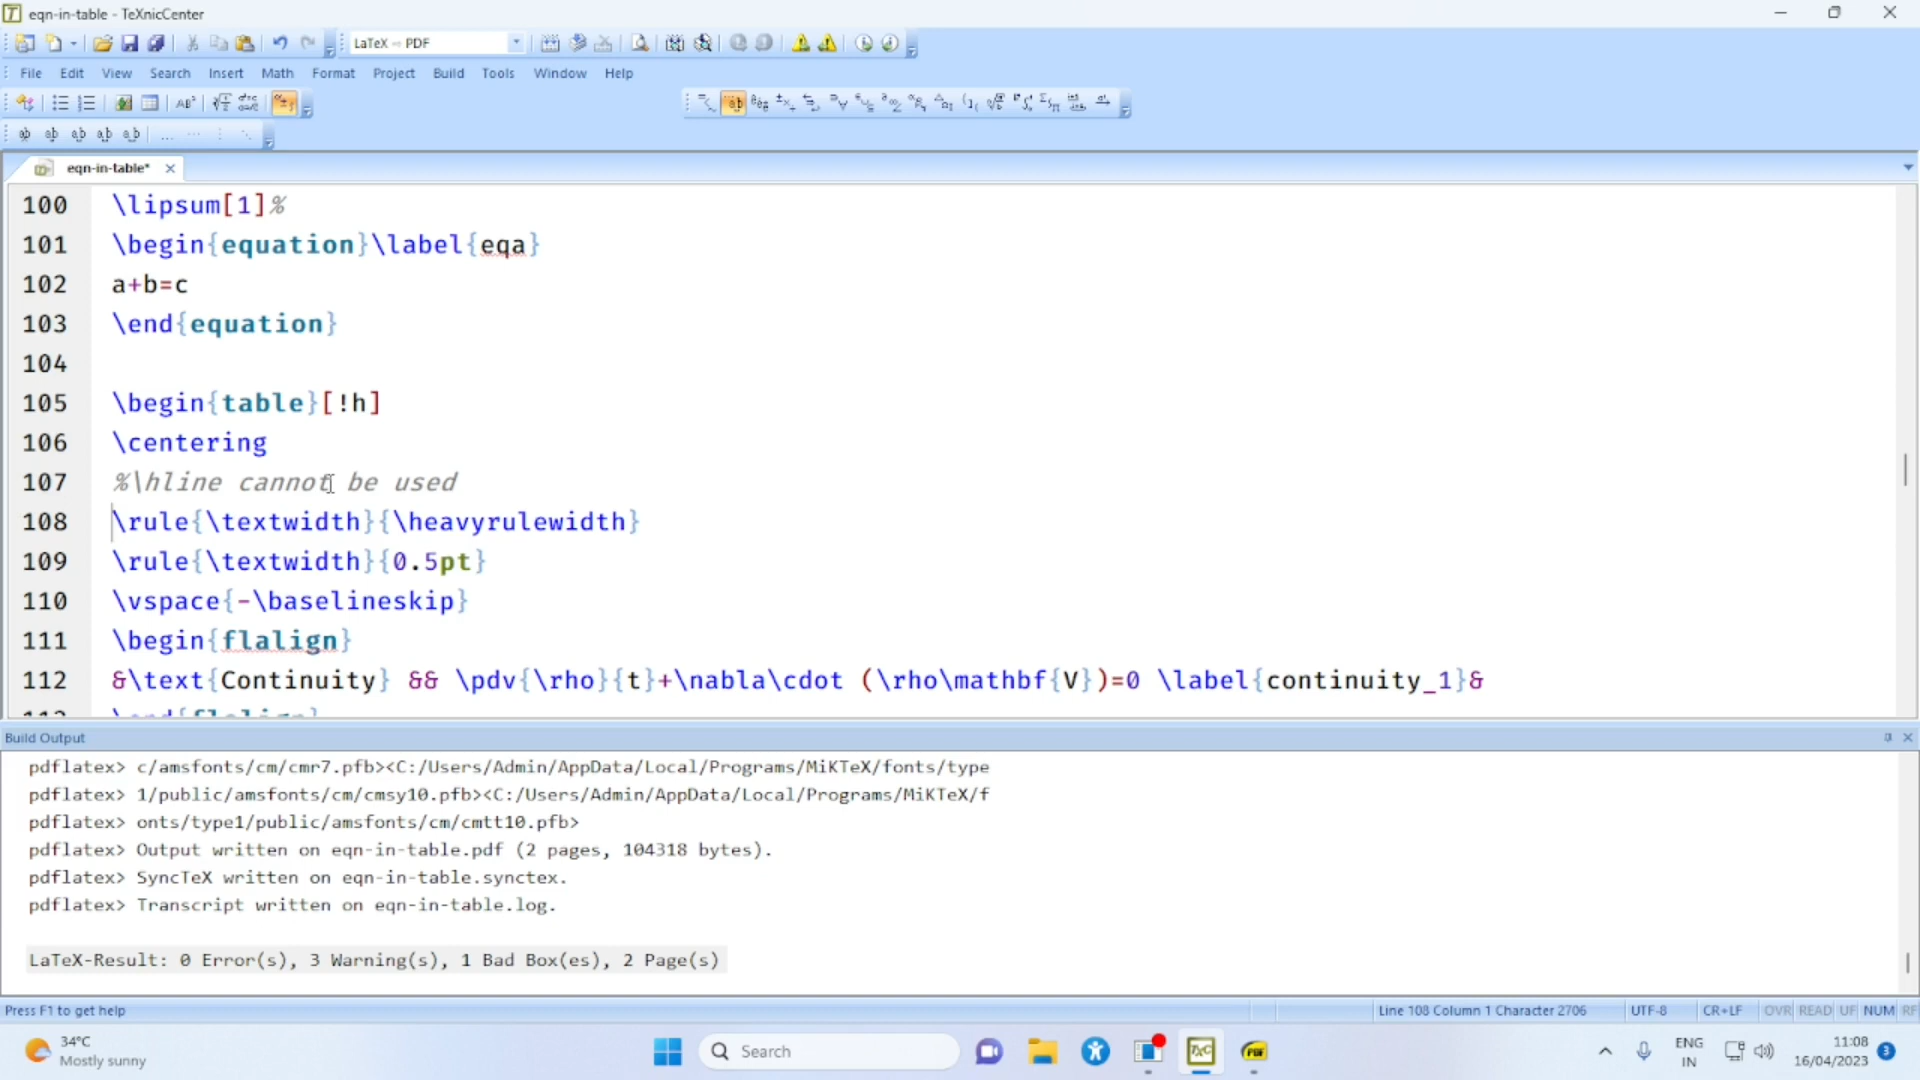 eqn-in-table - TeXnicCenter
LaTeX ⇨ PDF
File Edit View Search Insert Math Format Project Build Tools Window Help
eqn-in-table*
100 \lipsum[1]%
101 \begin{equation}\label{eqa}
102 a+b=c
103 \end{equation}
104
105 \begin{table}[!h]
106 \centering
107 %\hline cannot be used
108 \rule{\textwidth}{\heavyrulewidth}
109 \rule{\textwidth}{0.5pt}
110 \vspace{-\baselineskip}
111 \begin{flalign}
112 &\text{Continuity} && \pdv{\rho}{t}+\nabla\cdot (\rho\mathbf{V})=0 \label{continuity_1}&
113 \end{flalign}
Build Output
pdflatex> c/amsfonts/cm/cmr7.pfb><C:/Users/Admin/AppData/Local/Programs/MiKTeX/fonts/type
pdflatex> 1/public/amsfonts/cm/cmsy10.pfb><C:/Users/Admin/AppData/Local/Programs/MiKTeX/f
pdflatex> onts/type1/public/amsfonts/cm/cmtt10.pfb>
pdflatex> Output written on eqn-in-table.pdf (2 pages, 104318 bytes).
pdflatex> SyncTeX written on eqn-in-table.synctex.
pdflatex> Transcript written on eqn-in-table.log.
LaTeX-Result: 0 Error(s), 3 Warning(s), 1 Bad Box(es), 2 Page(s)
Press F1 to get help
Line 108 Column 1 Character 2706 UTF-8 CR+LF OVR READ UF NUM RF
34°C
Mostly sunny
Search
ENG
IN
11:08
16/04/2023
3